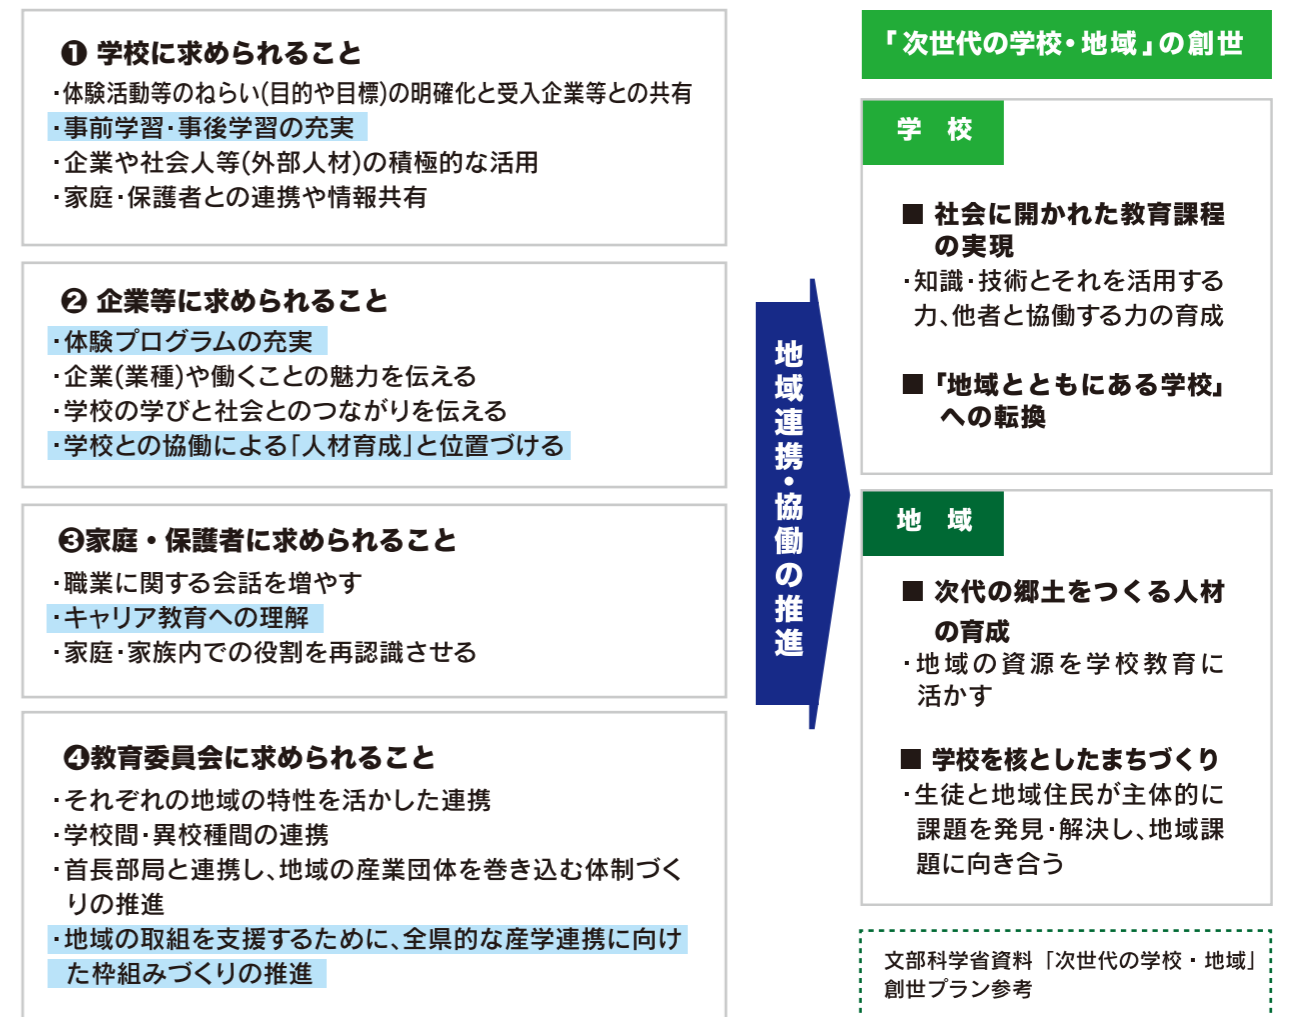 ❶ 学校に求められること
･体験活動等のねらい(目的や目標)の明確化と受入企業等との共有
･事前学習･事後学習の充実
･企業や社会人等(外部人材)の積極的な活用
･家庭･保護者との連携や情報共有
❷ 企業等に求められること
･体験プログラムの充実
･企業(業種)や働くことの魅力を伝える
･学校の学びと社会とのつながりを伝える
･学校との協働による「人材育成」と位置づける
❸家庭・保護者に求められること
･職業に関する会話を増やす
･キャリア教育への理解
･家庭･家族内での役割を再認識させる
❹教育委員会に求められること
･それぞれの地域の特性を活かした連携
･学校間･異校種間の連携
･首長部局と連携し､地域の産業団体を巻き込む体制づく
りの推進
･地域の取組を支援するために､全県的な産学連携に向け
た枠組みづくりの推進
地域連携・協働の推進
「次世代の学校・地域」の創世
学 校
■ 社会に開かれた教育課程
の実現
･知識･技術とそれを活用する
力､他者と協働する力の育成
■「地域とともにある学校」
への転換
地 域
■ 次代の郷土をつくる人材
の育成
･地域の資源を学校教育に
活かす
■ 学校を核としたまちづくり
･生徒と地域住民が主体的に
課題を発見･解決し､地域課
題に向き合う
文部科学省資料「次世代の学校・地域」
創世プラン参考